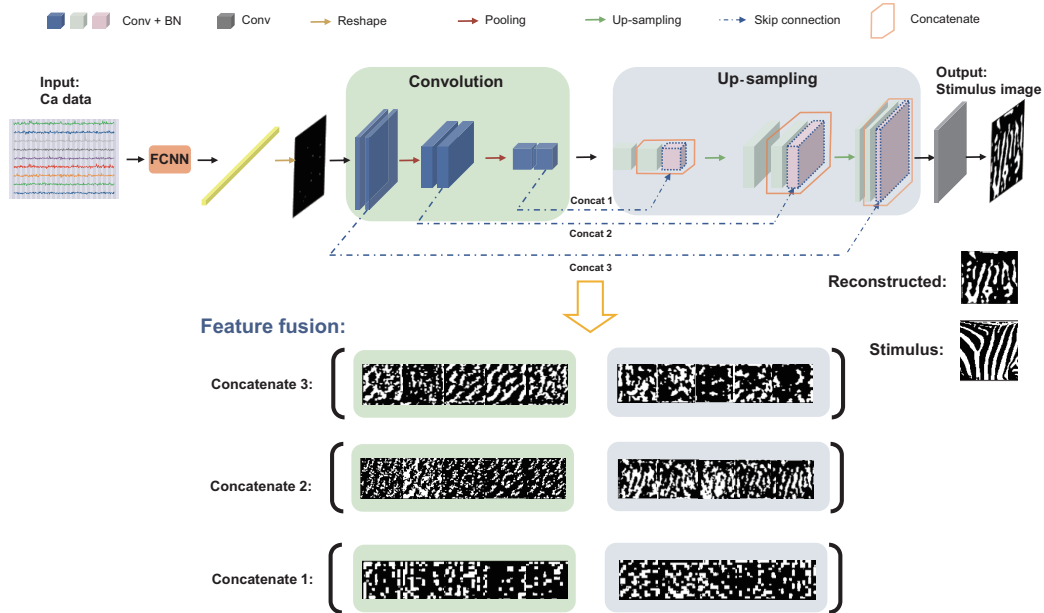 Conv + BN
Conv
Reshape
Pooling
Up-sampling
Skip connection
Concatenate
Input:
Ca data
FCNN
Convolution
Up-sampling
Output:
Stimulus image
Concat 1
Concat 2
Concat 3
Reconstructed:
Stimulus:
Feature fusion:
Concatenate 3:
Concatenate 2:
Concatenate 1: